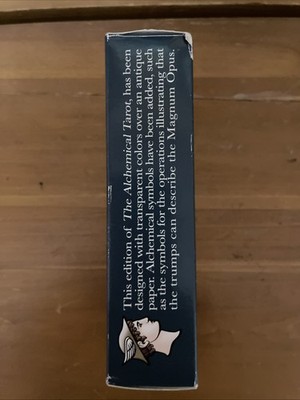 This edition of The Alchemical Tarot, has been
designed with transparent colors over an antique
paper. Alchemical symbols have been added, such
as the symbols for the operations illustrating that
the trumps can describe the Magnum Opus.